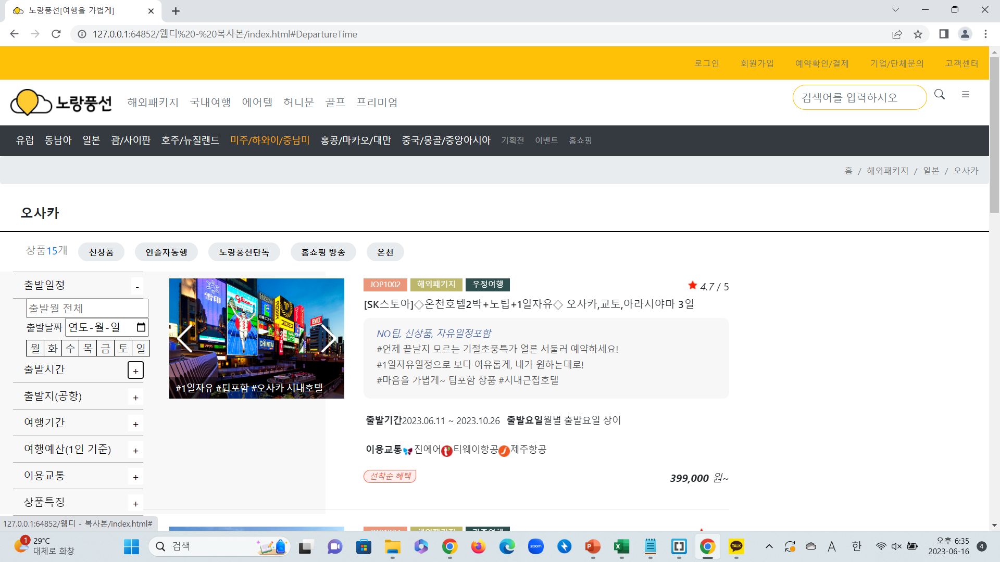 노랑풍선[여행을 가볍게]
127.0.0.1:64852/웹디%20-%20복사본/index.html#DepartureTime
로그인 회원가입 예약확인/결제 기업/단체문의 고객센터
노랑풍선 해외패키지 국내여행 에어텔 허니문 골프 프리미엄 검색어를 입력하시오
유럽 동남아 일본 괌/사이판 호주/뉴질랜드 미주/하와이/중남미 홍콩/마카오/대만 중국/몽골/중앙아시아 기획전 이벤트 홈쇼핑
홈 / 해외패키지 / 일본 / 오사카
오사카
상품15개 신상품 인솔자동행 노랑풍선단독 홈쇼핑 방송 온천
출발일정 -
출발월 전체
출발날짜 연도-월-일
월 화 수 목 금 토 일
출발시간 +
출발지(공항) +
여행기간 +
여행예산(1인 기준) +
이용교통 +
상품특징 +
雪印
Glico
CHINTAI
BVD
#1일자유 #팁포함 #오사카 시내호텔
JOP1002 해외패키지 우정여행 4.7 / 5
[SK스토아]◇온천호텔2박+노팁+1일자유◇ 오사카,교토,아라시야마 3일
NO팁, 신상품, 자유일정포함
#언제 끝날지 모르는 기절초풍특가 얼른 서둘러 예약하세요!
#1일자유일정으로 보다 여유롭게, 내가 원하는대로!
#마음을 가볍게~ 팁포함 상품 #시내근접호텔
출발기간2023.06.11 ~ 2023.10.26 출발요일월별 출발요일 상이
이용교통진에어티웨이항공제주항공
선착순 혜택 399,000 원~
127.0.0.1:64852/웹디 - 복사본/index.html#
1 29°C
대체로 화창
검색
zoom
TALK
A 한
오후 6:35
2023-06-16
4